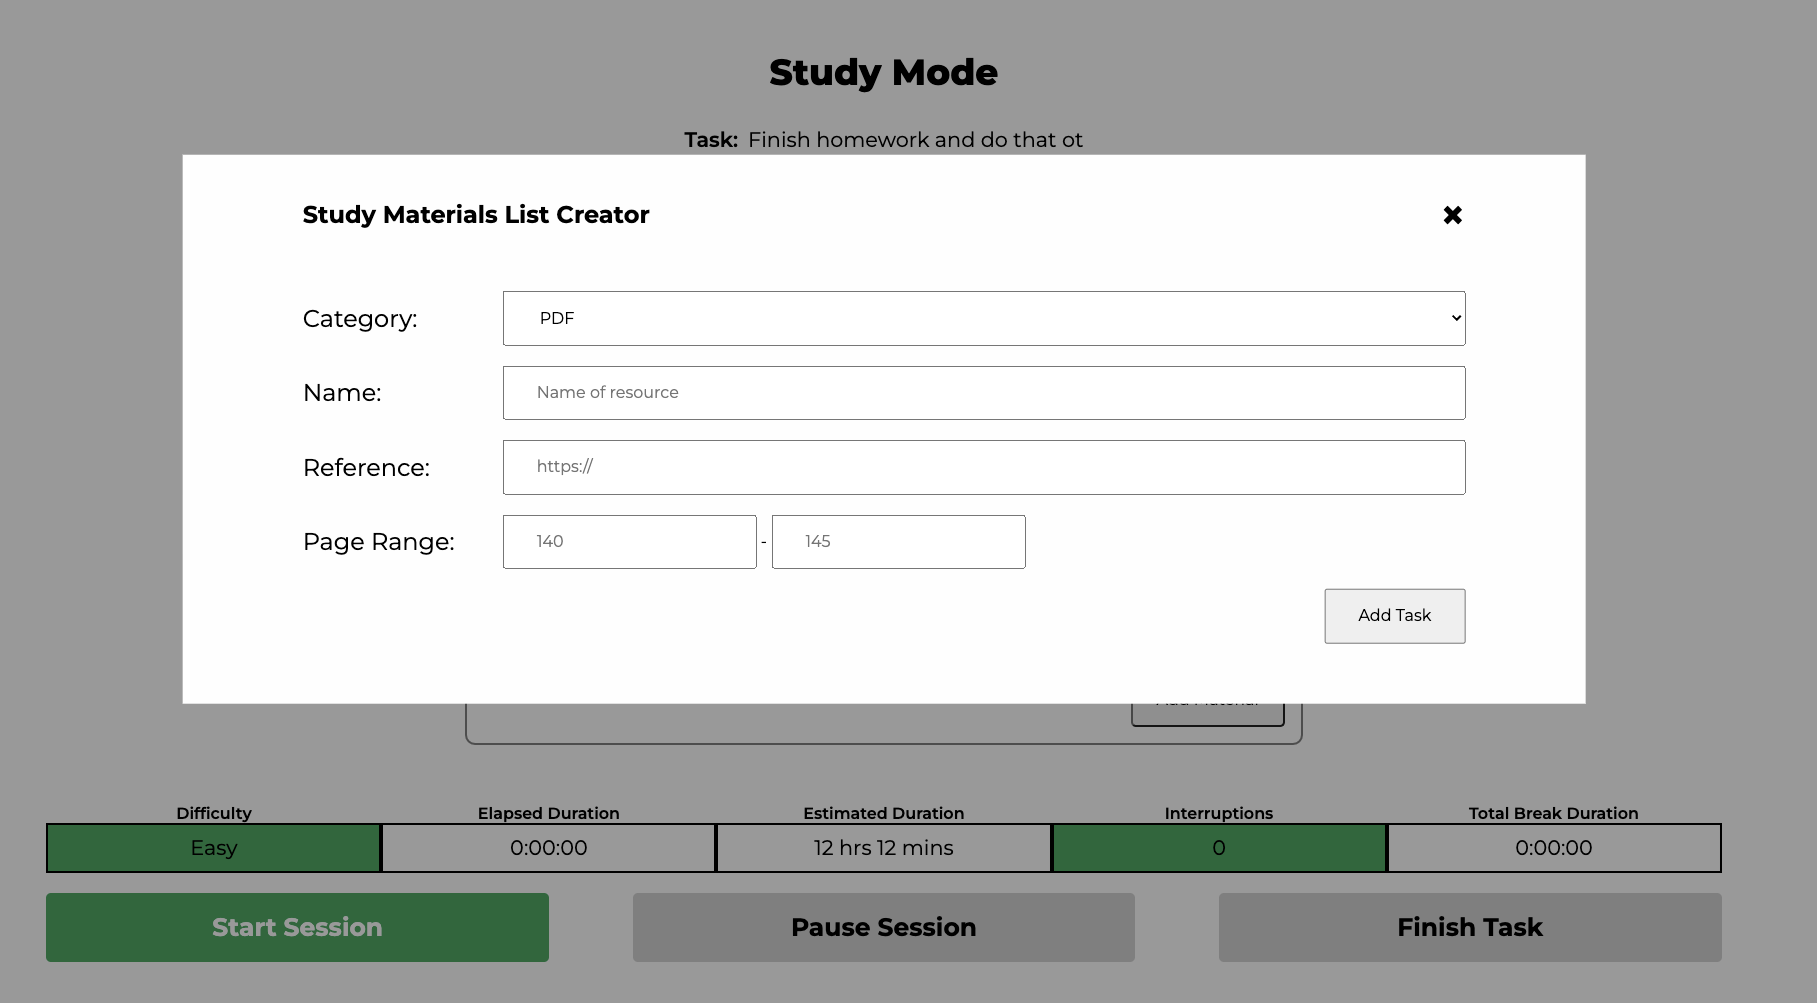 Study Mode
Task: Finish homework and do that ot
Study Materials List Creator
✖
Category: PDF
Name: Name of resource
Reference: https://
Page Range: 140 - 145
Add Task
Add Material
Difficulty Elapsed Duration Estimated Duration Interruptions Total Break Duration
Easy 0:00:00 12 hrs 12 mins 0 0:00:00
Start Session Pause Session Finish Task